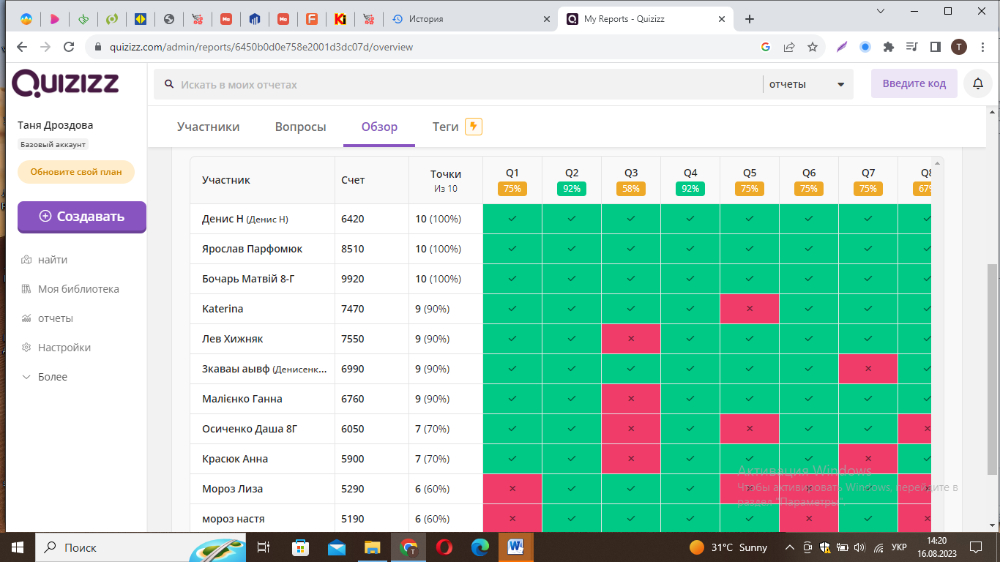 История
My Reports - Quizizz
quizizz.com/admin/reports/6450b0d0e758e2001d3dc07d/overview
T
QUIZIZZ
Искать в моих отчетах
отчеты
Введите код
Таня Дроздова
Базовый аккаунт
Обновите свой план
Создавать
найти
Моя библиотека
отчеты
Настройки
Более
Участники Вопросы Обзор Теги
Участник Счет Точки Q1 Q2 Q3 Q4 Q5 Q6 Q7 Q8
Из 10 75% 92% 58% 92% 75% 75% 75% 67%
Денис Н (Денис Н) 6420 10 (100%)
Ярослав Парфомюк 8510 10 (100%)
Бочарь Матвій 8-Г 9920 10 (100%)
Katerina 7470 9 (90%)
Лев Хижняк 7550 9 (90%)
Зкаваы аывф (Денисенк... 6990 9 (90%)
Малієнко Ганна 6760 9 (90%)
Осиченко Даша 8Г 6050 7 (70%)
Красюк Анна 5900 7 (70%)
Мороз Лиза 5290 6 (60%)
мороз настя 5190 6 (60%)
Активация Windows
Чтобы активировать Windows, перейдите в
раздел "Параметры".
Поиск
31°C Sunny
УКР
14:20
16.08.2023